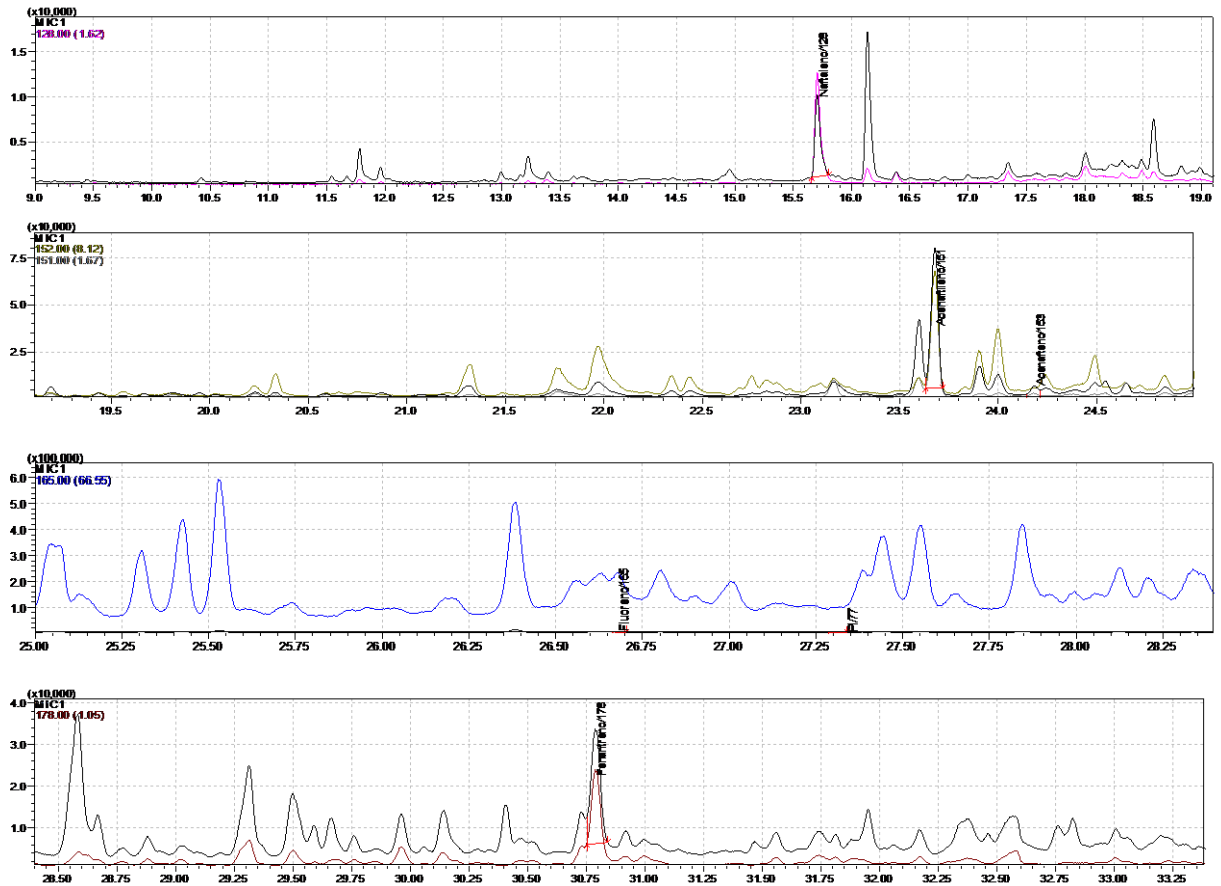 (x10,000)
MIC1
128.00 (1.62)
1.5
1.0
0.5
Naftaleno/128
9.0 9.5 10.0 10.5 11.0 11.5 12.0 12.5 13.0 13.5 14.0 14.5 15.0 15.5 16.0 16.5 17.0 17.5 18.0 18.5 19.0
(x10,000)
MIC1
152.00 (8.12)
151.00 (1.67)
7.5
5.0
2.5
Acenaftileno/151
Acenafteno/153
19.5 20.0 20.5 21.0 21.5 22.0 22.5 23.0 23.5 24.0 24.5
(x100,000)
MIC1
165.00 (66.55)
6.0
5.0
4.0
3.0
2.0
1.0
Fluoreno/165
PI/77
25.00 25.25 25.50 25.75 26.00 26.25 26.50 26.75 27.00 27.25 27.50 27.75 28.00 28.25
(x10,000)
MIC1
178.00 (1.05)
4.0
3.0
2.0
1.0
Fenantreno/178
28.50 28.75 29.00 29.25 29.50 29.75 30.00 30.25 30.50 30.75 31.00 31.25 31.50 31.75 32.00 32.25 32.50 32.75 33.00 33.25